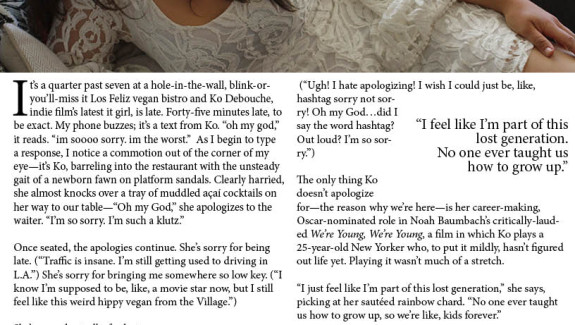 It's a quarter past seven at a hole-in-the-wall, blink-or-
you'll-miss it Los Feliz vegan bistro and Ko Debouche,
indie film's latest it girl, is late. Forty-five minutes late, to
be exact. My phone buzzes; it's a text from Ko. "oh my god,"
it reads. "im soooo sorry. im the worst."  As I begin to type
a response, I notice a commotion out of the corner of my
eye—it's Ko, barreling into the restaurant with the unsteady
gait of a newborn fawn on platform sandals. Clearly harried,
she almost knocks over a tray of muddled açaí cocktails on
her way to our table—"Oh my God," she apologizes to the
waiter. "I'm so sorry. I'm such a klutz."
Once seated, the apologies continue. She's sorry for being
late. ("Traffic is insane. I'm still getting used to driving in
L.A.") She's sorry for bringing me somewhere so low key. ("I
know I'm supposed to be, like, a movie star now, but I still
feel like this weird hippy vegan from the Village.")
("Ugh! I hate apologizing! I wish I could just be, like,
hashtag sorry not sor-
ry! Oh my God…did I
say the word hashtag?
Out loud? I'm so sor-
ry.")
"I feel like I'm part of this
lost generation.
No one ever taught us
how to grow up."
The only thing Ko
doesn't apologize
for—the reason why we're here—is her career-making,
Oscar-nominated role in Noah Baumbach's critically-laud-
ed We're Young, We're Young, a film in which Ko plays a
25-year-old New Yorker who, to put it mildly, hasn't figured
out life yet. Playing it wasn't much of a stretch.
"I just feel like I'm part of this lost generation," she says,
picking at her sautéed rainbow chard. "No one ever taught
us how to grow up, so we're like, kids forever."